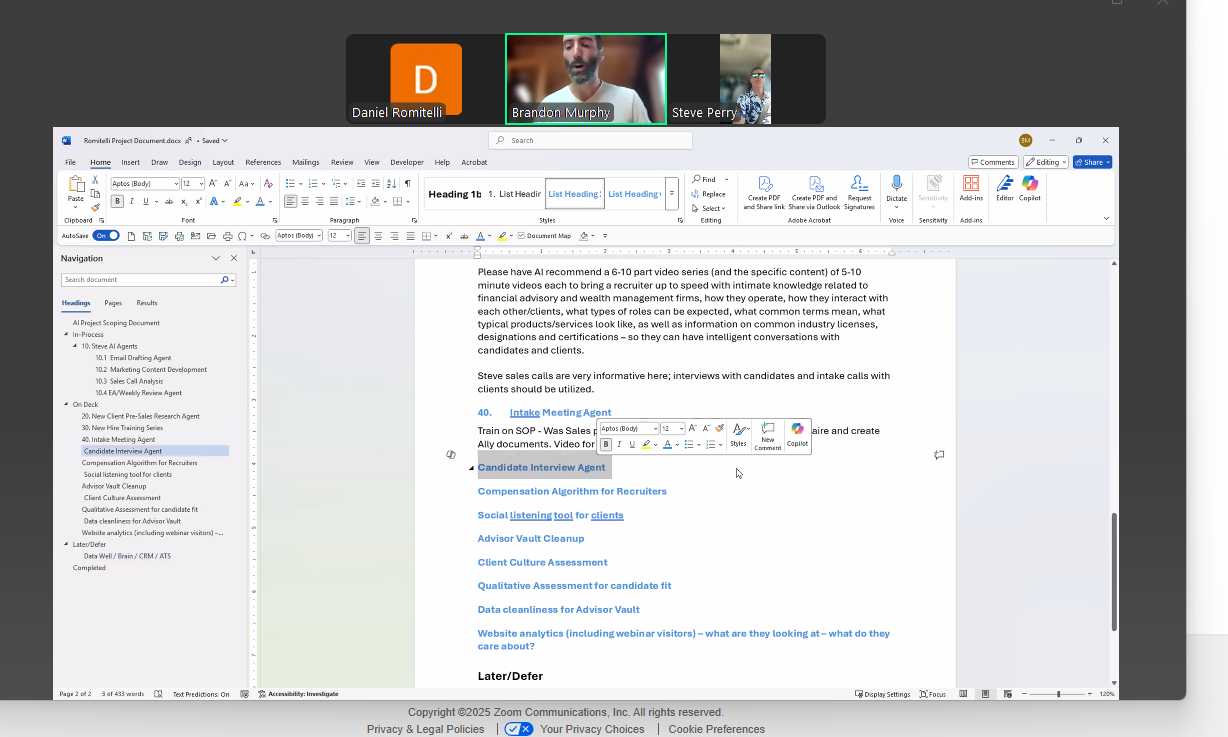 D
Daniel Romitelli
Brandon Murphy
Steve Perry
Romitelli Project Document.docx
• Saved
Search
BM
File Home Insert Draw Design Layout References Mailings Review View Developer Help Acrobat
Comments
Editing
Share
Paste
Aptos (Body)
12
Heading 1b
1. List Headir
List Heading
List Heading
Find
Replace
Select
Create PDF and Share link
Create PDF and Share via Outlook
Request Signatures
Dictate
Sensitivity
Add-ins
Editor
Copilot
Clipboard
Font
Paragraph
Styles
Editing
Adobe Acrobat
Voice
Sensitivity
Add-ins
AutoSave On
Aptos (Body)
12
Document Map
Navigation
Search document
Headings Pages Results
AI Project Scoping Document
In-Process
10. Steve AI Agents
10.1 Email Drafting Agent
10.2 Marketing Content Development
10.3 Sales Call Analysis
10.4 EA/Weekly Review Agent
On Deck
20. New Client Pre-Sales Research Agent
30. New Hire Training Series
40. Intake Meeting Agent
Candidate Interview Agent
Compensation Algorithm for Recruiters
Social listening tool for clients
Advisor Vault Cleanup
Client Culture Assessment
Qualitative Assessment for candidate fit
Data cleanliness for Advisor Vault
Website analytics (including webinar visitors) –...
Later/Defer
Data Well / Brain / CRM / ATS
Completed
Please have AI recommend a 6-10 part video series (and the specific content) of 5-10
minute videos each to bring a recruiter up to speed with intimate knowledge related to
financial advisory and wealth management firms, how they operate, how they interact with
each other/clients, what types of roles can be expected, what common terms mean, what
typical products/services look like, as well as information on common industry licenses,
designations and certifications – so they can have intelligent conversations with
candidates and clients.
Steve sales calls are very informative here; interviews with candidates and intake calls with
clients should be utilized.
40. Intake Meeting Agent
Train on SOP - Was Sales p aire and create
Ally documents. Video for
Aptos (Body)
12
Styles
New Comment
Copilot
Candidate Interview Agent
Compensation Algorithm for Recruiters
Social listening tool for clients
Advisor Vault Cleanup
Client Culture Assessment
Qualitative Assessment for candidate fit
Data cleanliness for Advisor Vault
Website analytics (including webinar visitors) – what are they looking at – what do they
care about?
Later/Defer
Page 2 of 2
3 of 433 words
Text Predictions: On
Accessibility: Investigate
Display Settings
Focus
120%
Copyright ©2025 Zoom Communications, Inc. All rights reserved.
Privacy & Legal Policies | Your Privacy Choices | Cookie Preferences